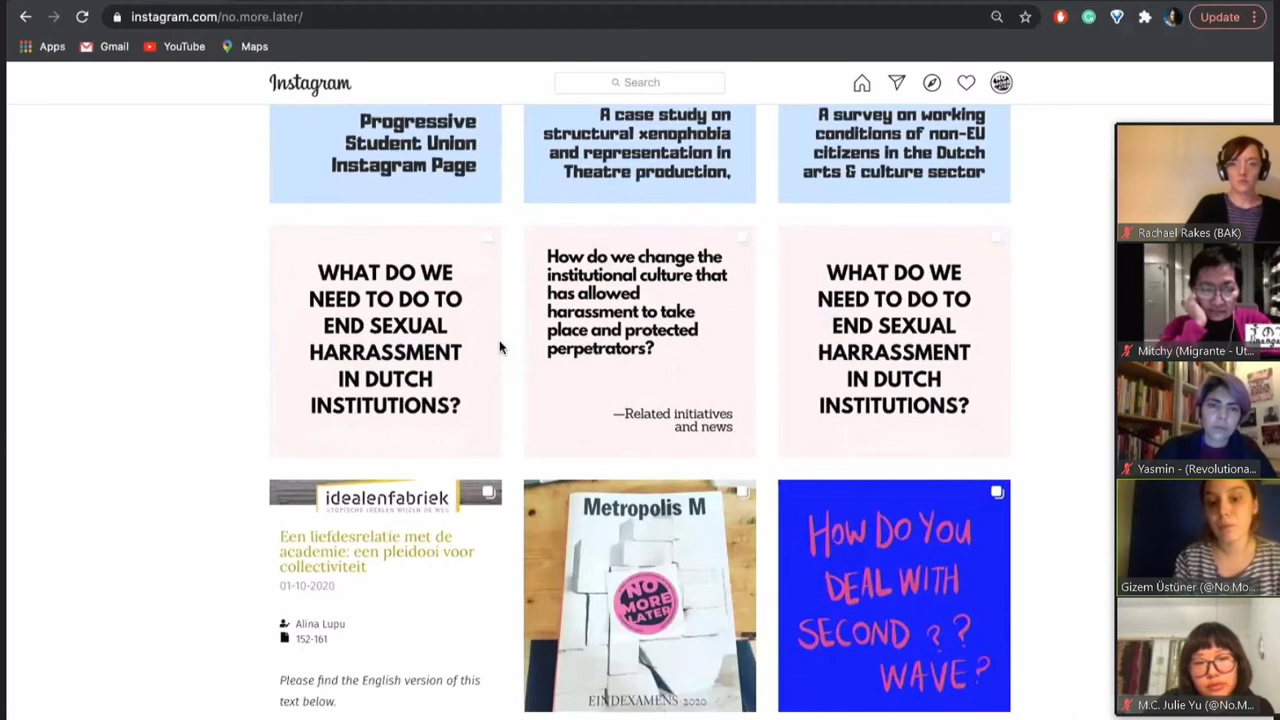 instagram.com/no.more.later/
Update
Apps
Gmail
YouTube
Maps
Instagram
Search
Progressive
Student Union
Instagram Page
A case study on
structural xenophobia
and representation in
Theatre production,
A survey on working
conditions of non-EU
citizens in the Dutch
arts & culture sector
WHAT DO WE
NEED TO DO TO
END SEXUAL
HARRASSMENT
IN DUTCH
INSTITUTIONS?
How do we change the
institutional culture that
has allowed
harassment to take
place and protected
perpetrators?
—Related initiatives
and news
WHAT DO WE
NEED TO DO TO
END SEXUAL
HARRASSMENT
IN DUTCH
INSTITUTIONS?
idealenfabriek
Een liefdesrelatie met de
academie: een pleidooi voor
collectiviteit
01-10-2020
Alina Lupu
152-161
Please find the English version of this
text below.
Metropolis M
NO
MORE
LATER
EINDEXAMENS 2020
HOW DO YOU
DEAL WITH
SECOND ? ?
WAVE?
Rachael Rakes (BAK)
Mitchy (Migrante - Ut...
Yasmin - (Revolutiona...
Gizem Üstüner (@No.Mo...
M.C. Julie Yu (@No.M...